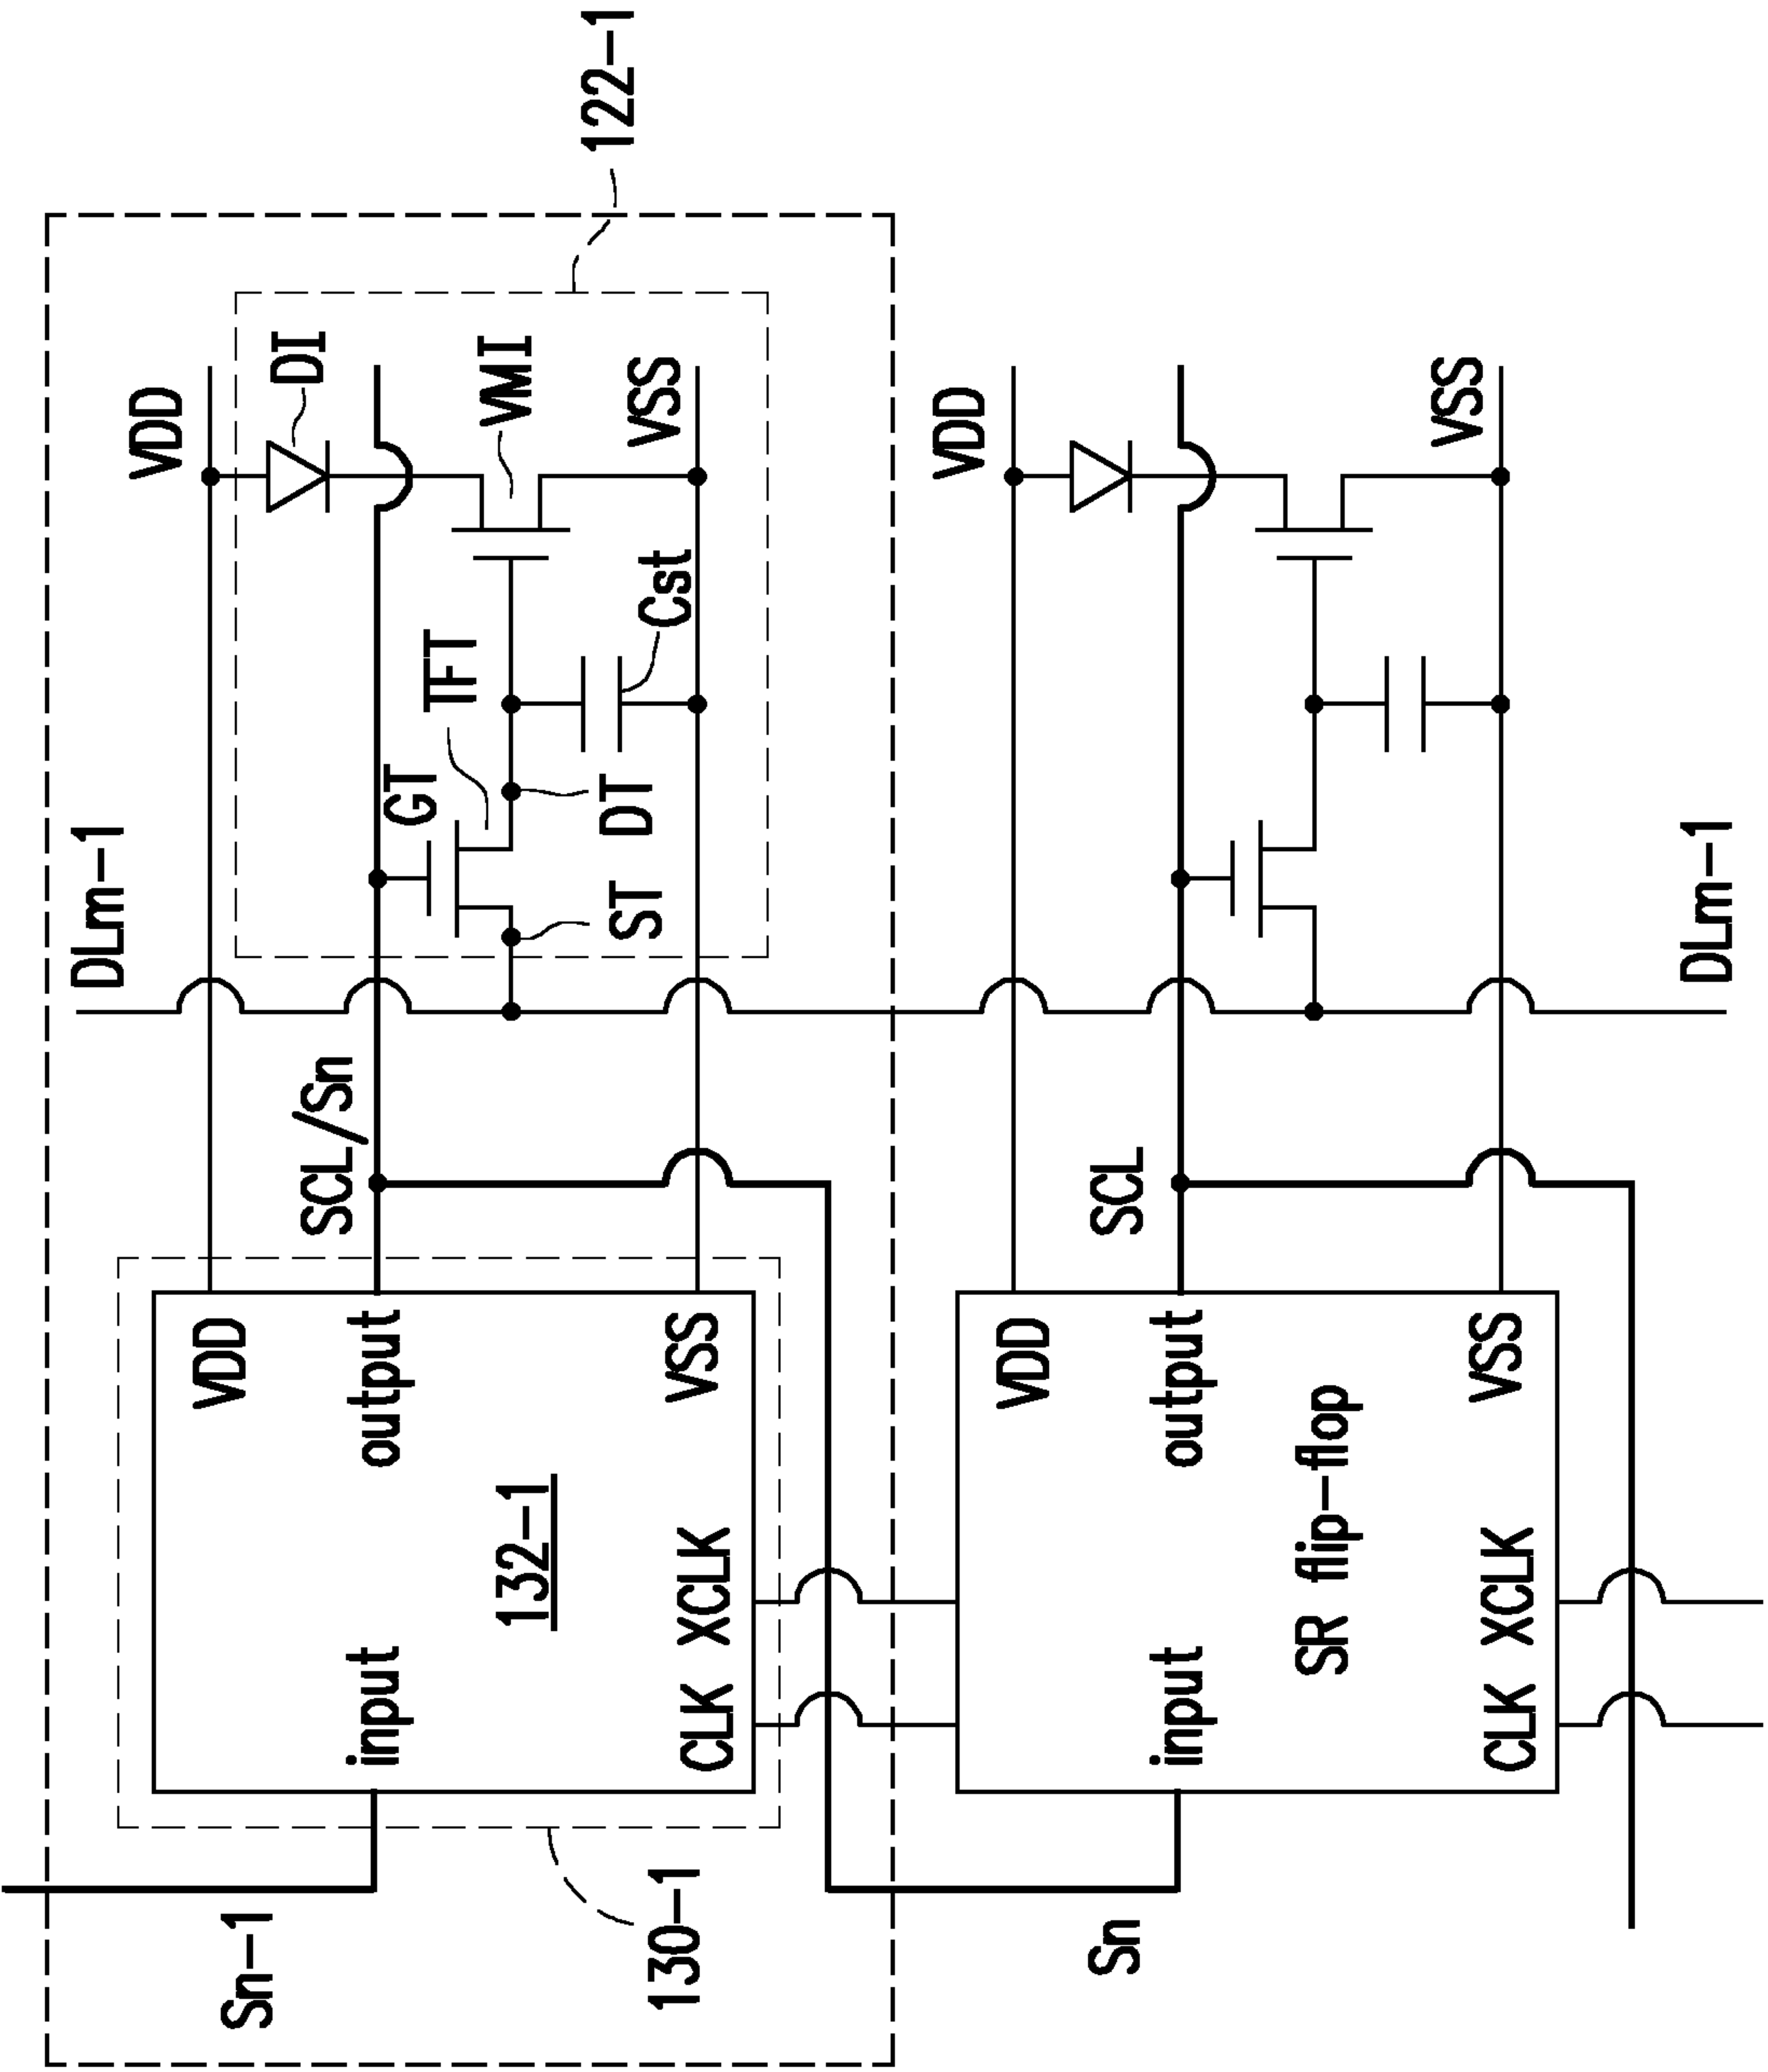 122-1
VDD
DI
VMI
VSS
Cst
TFT
GT
DT
ST
DLm-1
SCL/Sn
VDD
output
VSS
132-1
input
CLK XCLK
Sn-1
130-1
VDD
VSS
DLm-1
SCL
VDD
output
VSS
SR flip-flop
input
CLK XCLK
Sn